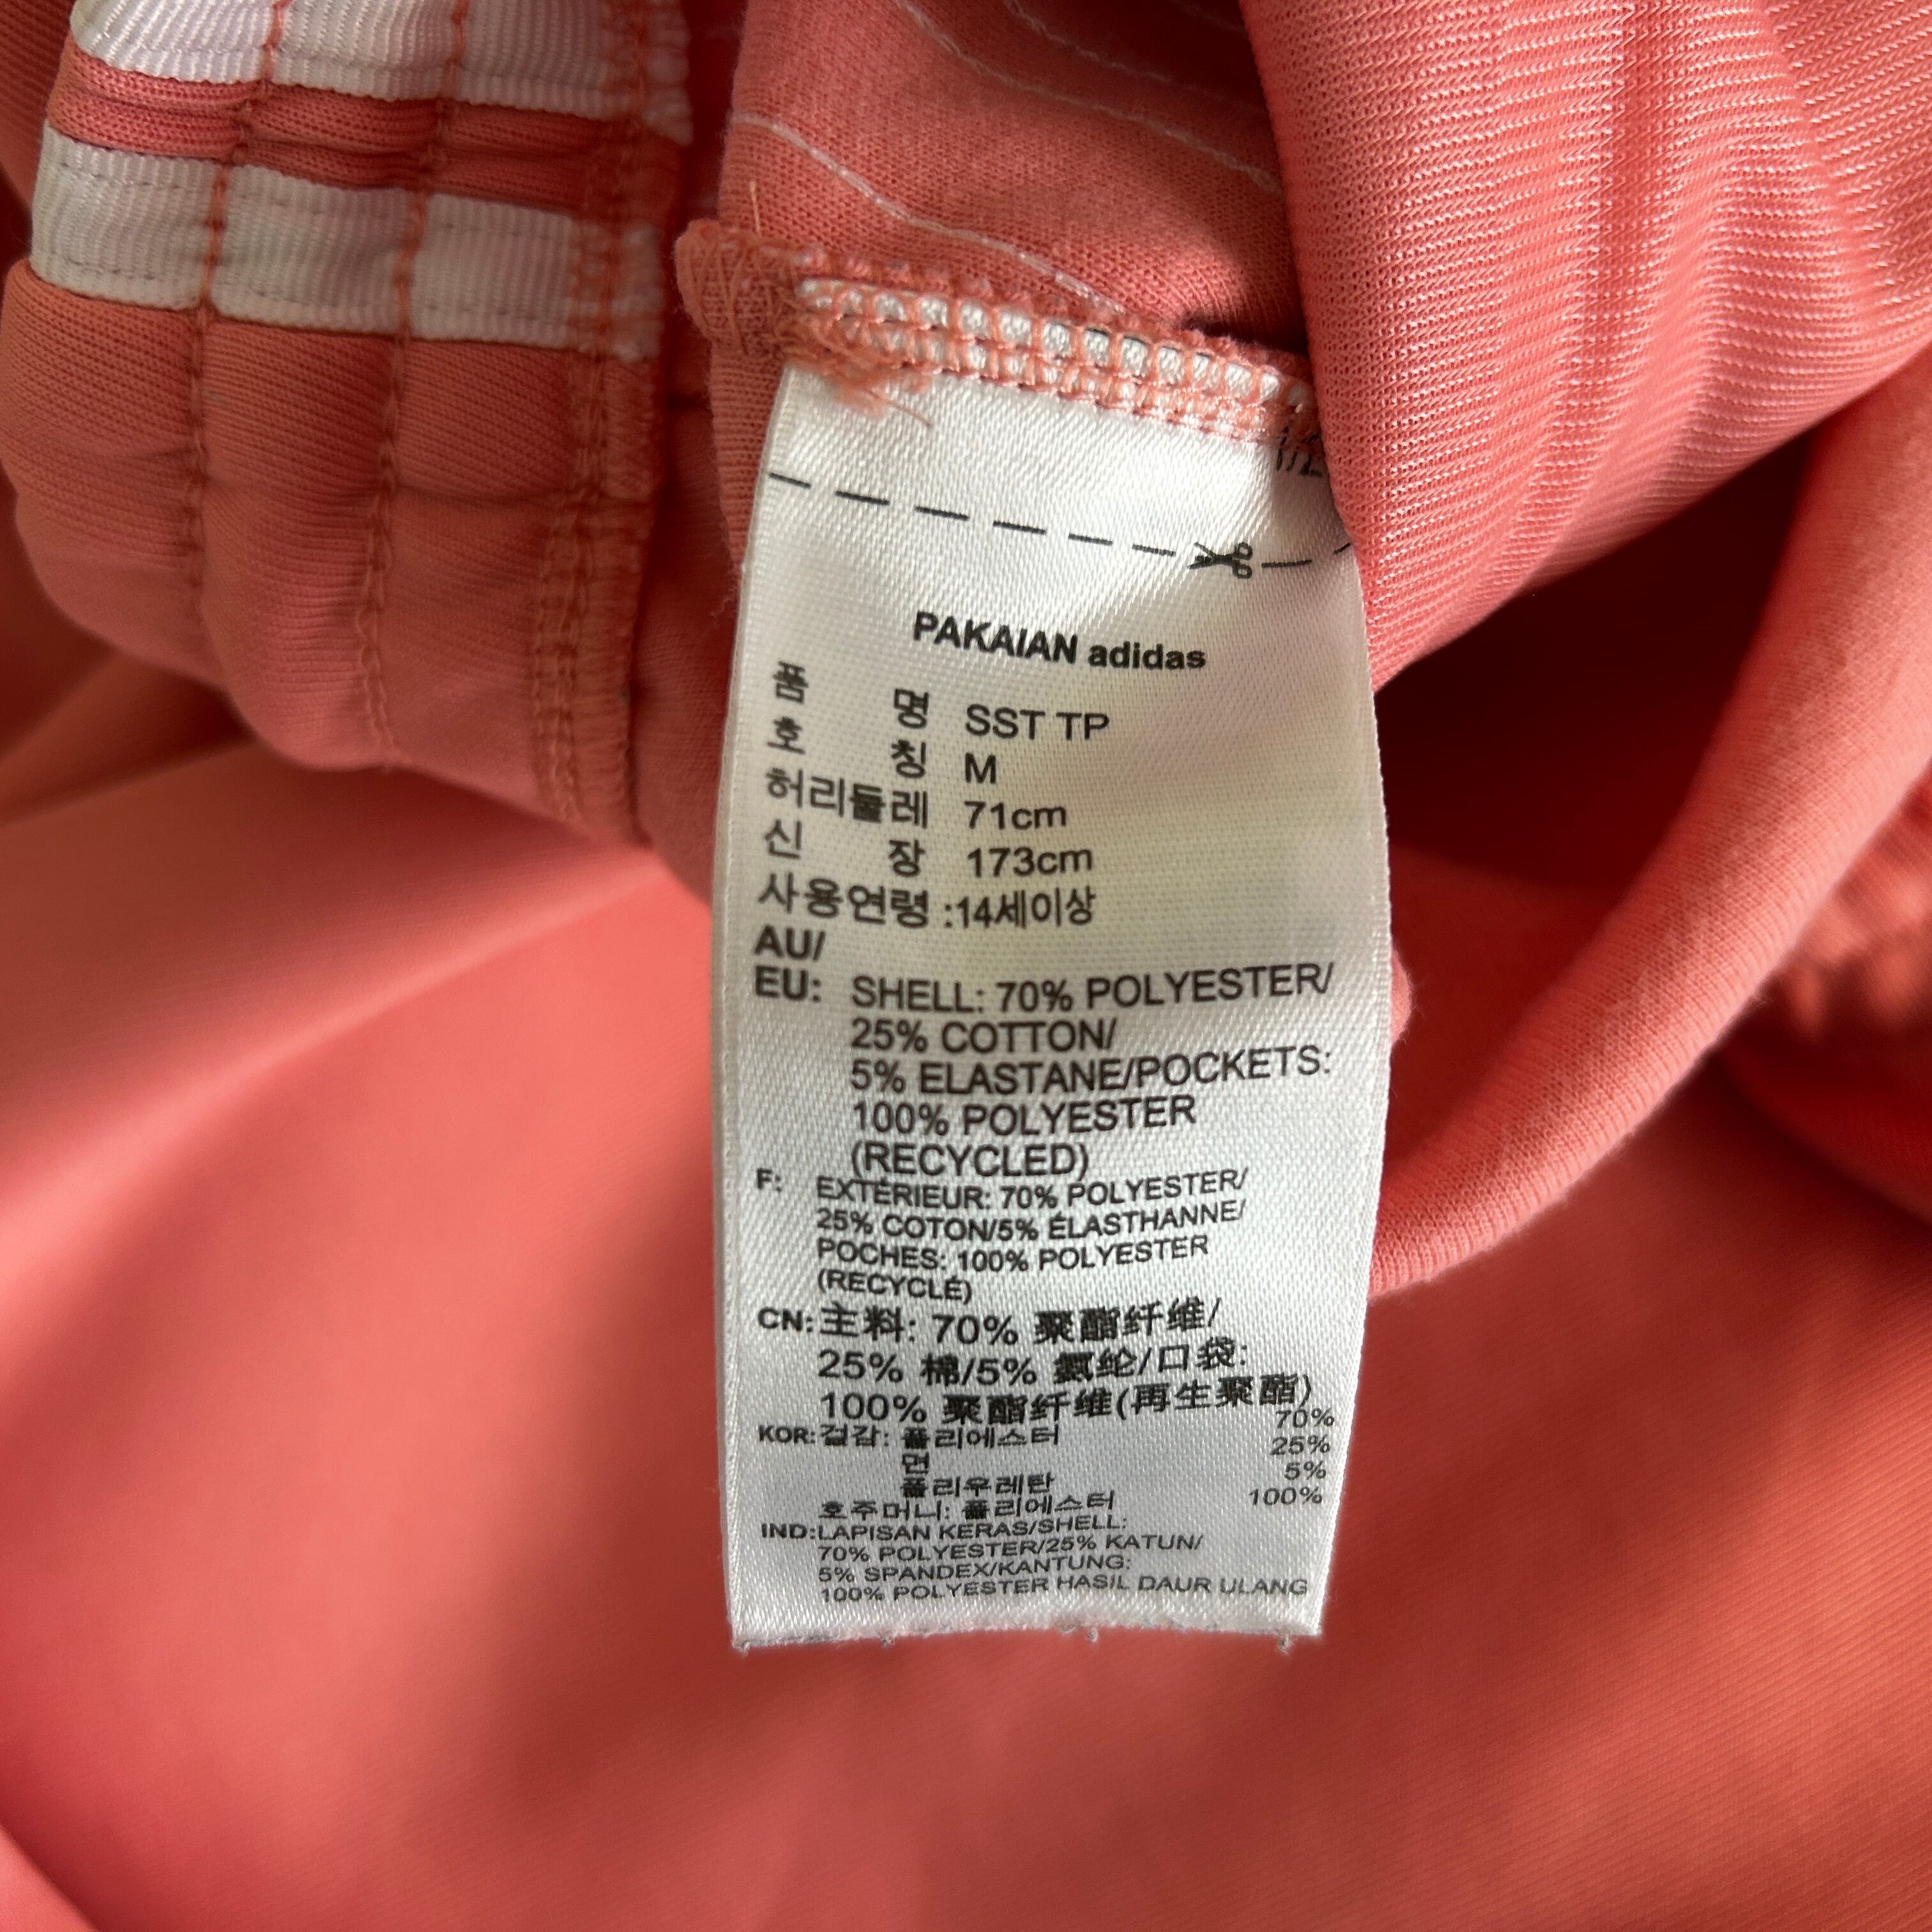 PAKAIAN adidas
품 명 SST TP
호 칭 M
허리둘레 71cm
신 장 173cm
사용연령 :14세이상
AU/
EU: SHELL: 70% POLYESTER/
25% COTTON/
5% ELASTANE/POCKETS:
100% POLYESTER
(RECYCLED)
F: EXTÉRIEUR: 70% POLYESTER/
25% COTON/5% ÉLASTHANNE/
POCHES: 100% POLYESTER
(RECYCLÉ)
CN:主料: 70% 聚酯纤维/
25% 棉/5% 氨纶/口袋:
100% 聚酯纤维(再生聚酯)
KOR:겉감: 폴리에스터 70%
면 25%
폴리우레탄 5%
호주머니: 폴리에스터 100%
IND:LAPISAN KERAS/SHELL:
70% POLYESTER/25% KATUN/
5% SPANDEX/KANTUNG:
100% POLYESTER HASIL DAUR ULANG